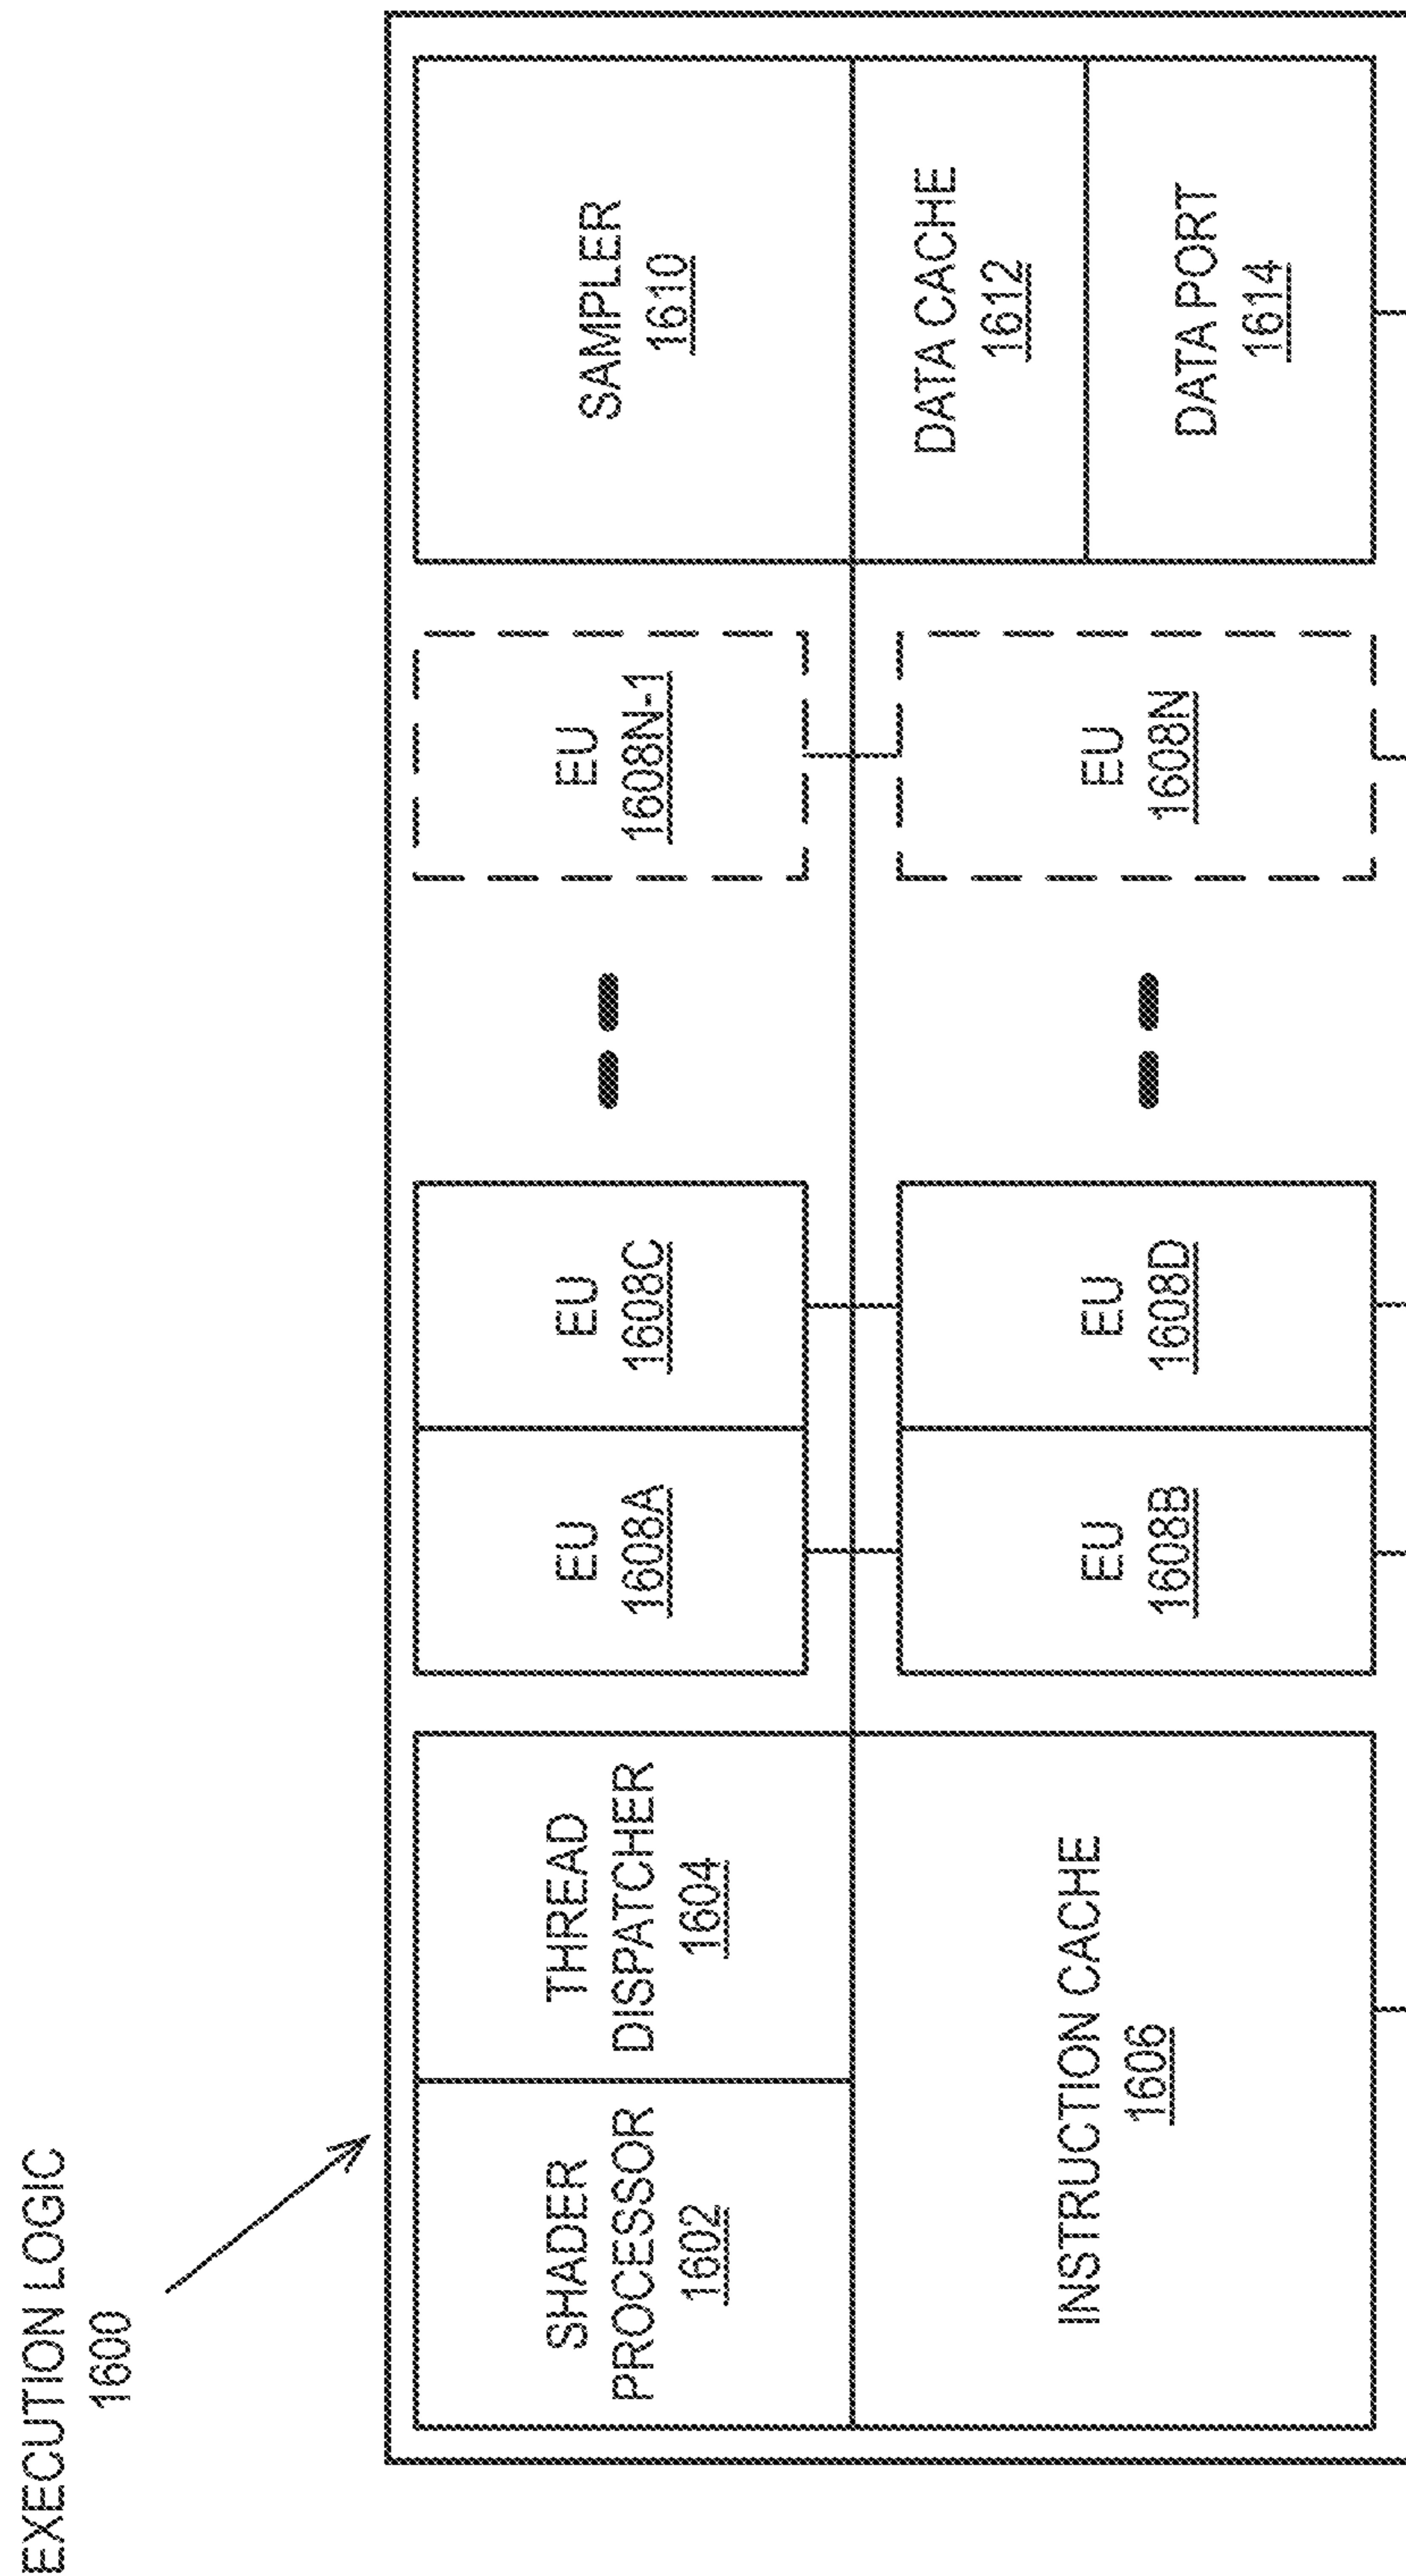 EXECUTION LOGIC
1600
SHADER
PROCESSOR
1602
THREAD
DISPATCHER
1604
INSTRUCTION CACHE
1606
EU
1608A
EU
1608C
EU
1608N-1
EU
1608B
EU
1608D
EU
1608N
SAMPLER
1610
DATA CACHE
1612
DATA PORT
1614